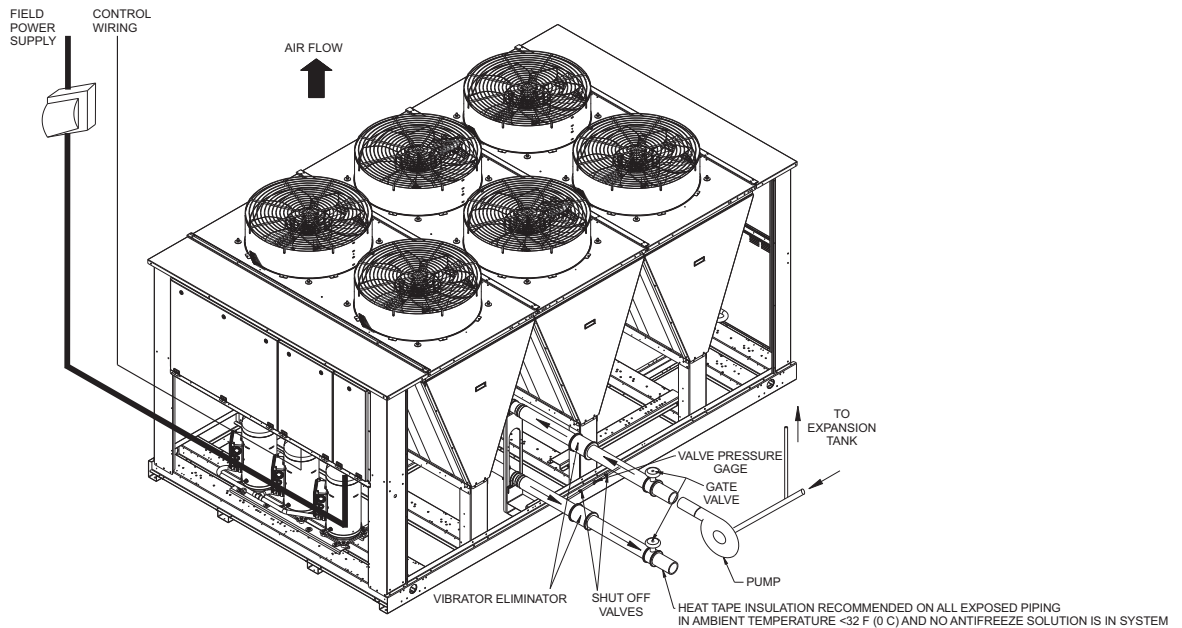 FIELD
POWER
SUPPLY
CONTROL
WIRING
AIR FLOW
TO
EXPANSION
TANK
VALVE PRESSURE
GAGE
GATE
VALVE
PUMP
VIBRATOR ELIMINATOR
SHUT OFF
VALVES
HEAT TAPE INSULATION RECOMMENDED ON ALL EXPOSED PIPING
IN AMBIENT TEMPERATURE <32 F (0 C) AND NO ANTIFREEZE SOLUTION IS IN SYSTEM